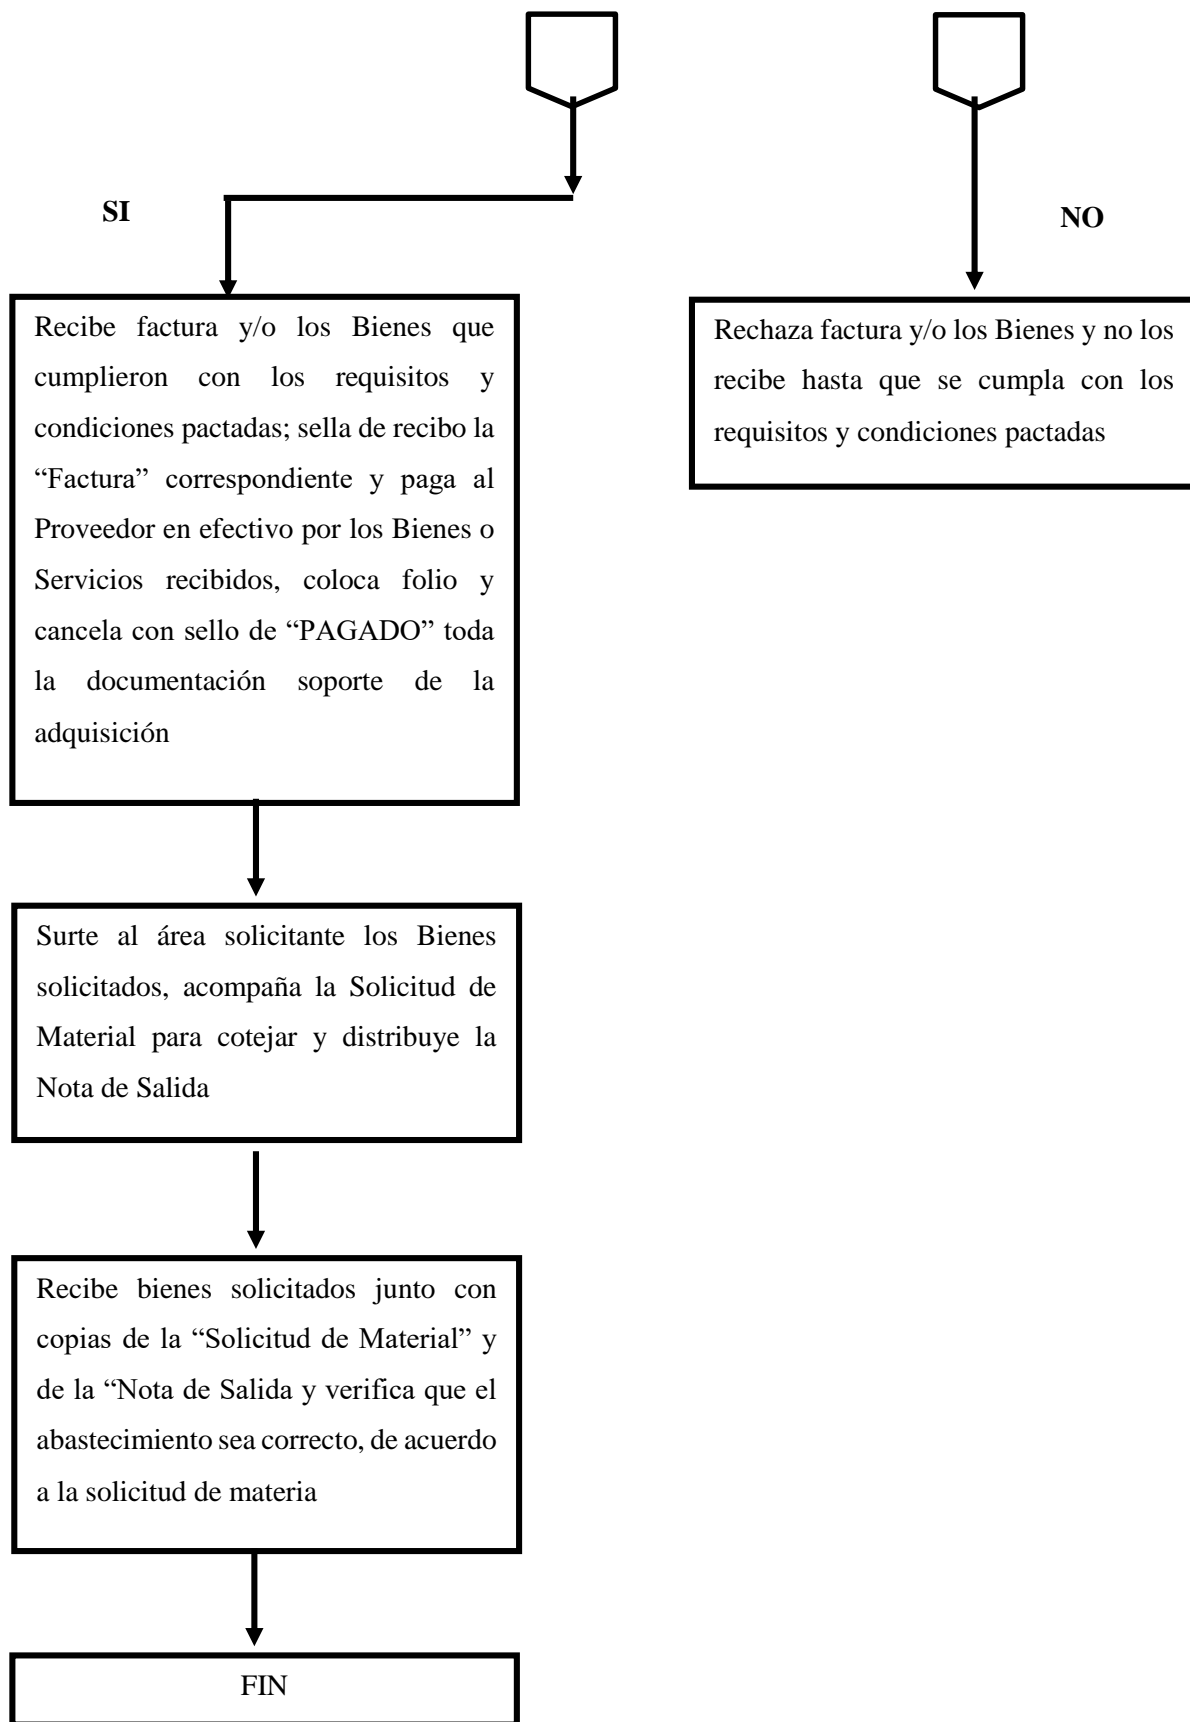 SI
NO
Recibe factura y/o los Bienes que
cumplieron con los requisitos y
condiciones pactadas; sella de recibo la
“Factura” correspondiente y paga al
Proveedor en efectivo por los Bienes o
Servicios recibidos, coloca folio y
cancela con sello de “PAGADO” toda
la documentación soporte de la
adquisición
Rechaza factura y/o los Bienes y no los
recibe hasta que se cumpla con los
requisitos y condiciones pactadas
Surte al área solicitante los Bienes
solicitados, acompaña la Solicitud de
Material para cotejar y distribuye la
Nota de Salida
Recibe bienes solicitados junto con
copias de la “Solicitud de Material” y
de la “Nota de Salida y verifica que el
abastecimiento sea correcto, de acuerdo
a la solicitud de materia
FIN